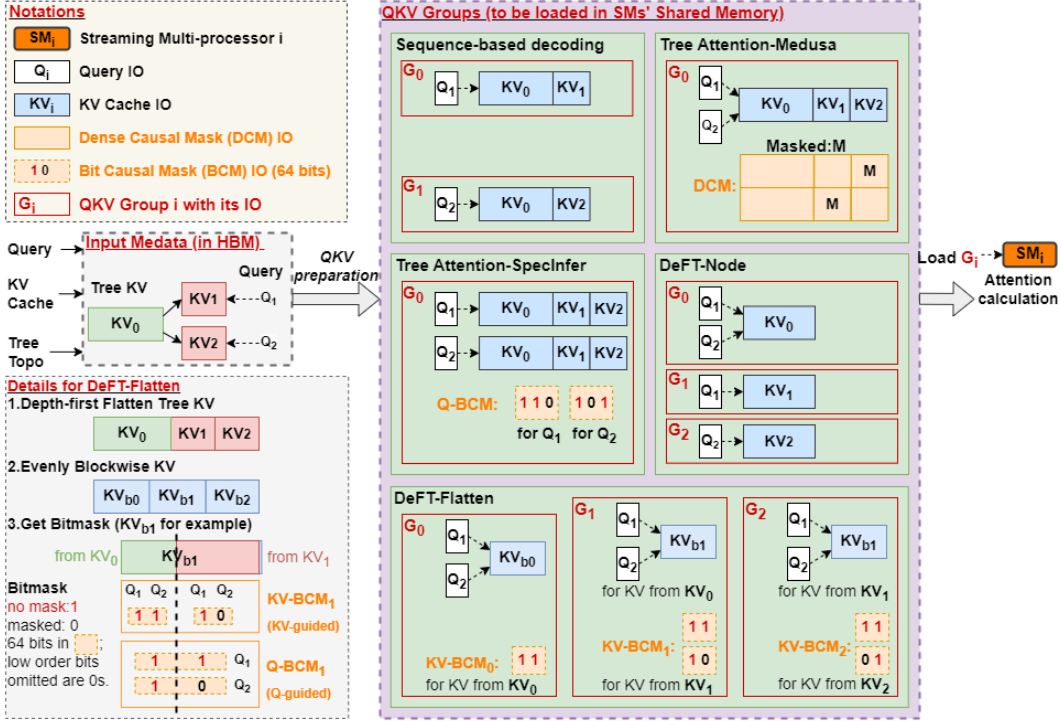 Notations
SMi Streaming Multi-processor i
Qi Query IO
KVi KV Cache IO
Dense Causal Mask (DCM) IO
1 0 Bit Causal Mask (BCM) IO (64 bits)
Gi QKV Group i with its IO
Query
KV
Cache
Tree
Topo
Input Medata (in HBM)
Tree KV
Query
KV0
KV1
Q1
KV2
Q2
QKV
preparation
Details for DeFT-Flatten
1.Depth-first Flatten Tree KV
KV0 KV1 KV2
2.Evenly Blockwise KV
KVb0 KVb1 KVb2
3.Get Bitmask (KVb1 for example)
from KV0 KVb1 from KV1
Bitmask
no mask:1
masked: 0
64 bits in ;
low order bits
omitted are 0s.
Q1 Q2 Q1 Q2
1 1 1 0
KV-BCM1
(KV-guided)
1 1 Q1
1 0 Q2
Q-BCM1
(Q-guided)
QKV Groups (to be loaded in SMs' Shared Memory)
Sequence-based decoding
G0
Q1 KV0 KV1
G1
Q2 KV0 KV2
Tree Attention-Medusa
G0
Q1
Q2
KV0 KV1 KV2
Masked:M
DCM:
M
M
Tree Attention-SpecInfer
G0
Q1 KV0 KV1 KV2
Q2 KV0 KV1 KV2
Q-BCM: 1 1 0 1 0 1
for Q1 for Q2
DeFT-Node
G0
Q1
Q2
KV0
G1
Q1 KV1
G2
Q2 KV2
DeFT-Flatten
G0
Q1
Q2
KVb0
KV-BCM0: 1 1
for KV from KV0
G1
Q1
Q2
KVb1
for KV from KV0
1 1
KV-BCM1:
1 0
for KV from KV1
G2
Q1
Q2
KVb1
for KV from KV1
1 1
KV-BCM2:
0 1
for KV from KV2
Load Gi SMi
Attention
calculation